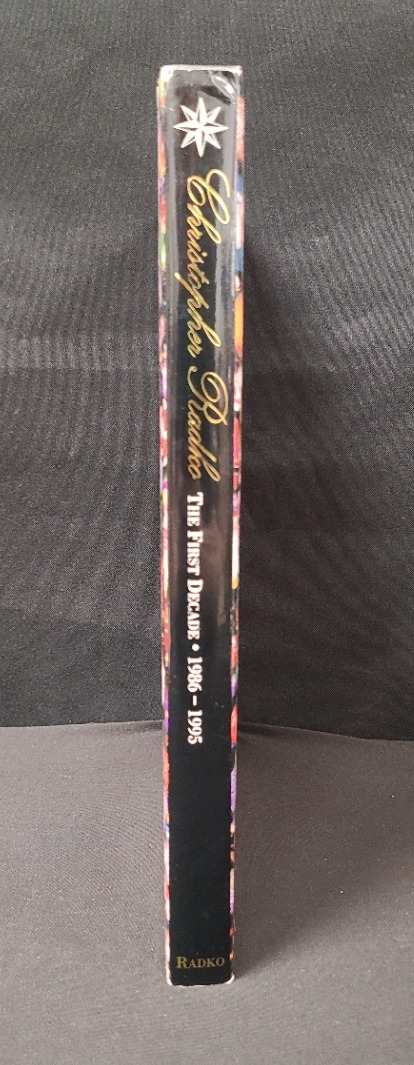 Christopher Radko
THE FIRST DECADE • 1986 – 1995
RADKO